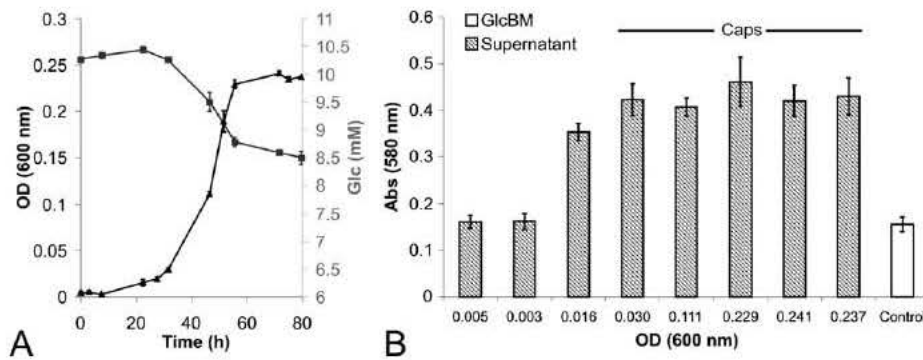 0.3
0.25
0.2
0.15
0.1
0.05
0
OD (600 nm)
11
10.5
10
9.5
9
8.5
8
7.5
7
6.5
6
Glc (mM)
0 20 40 60 80
Time (h)
A
GlcBM
Supernatant
Caps
0.6
0.5
0.4
0.3
0.2
0.1
0
Abs (580 nm)
0.005 0.003 0.016 0.030 0.111 0.229 0.241 0.237 Control
OD (600 nm)
B